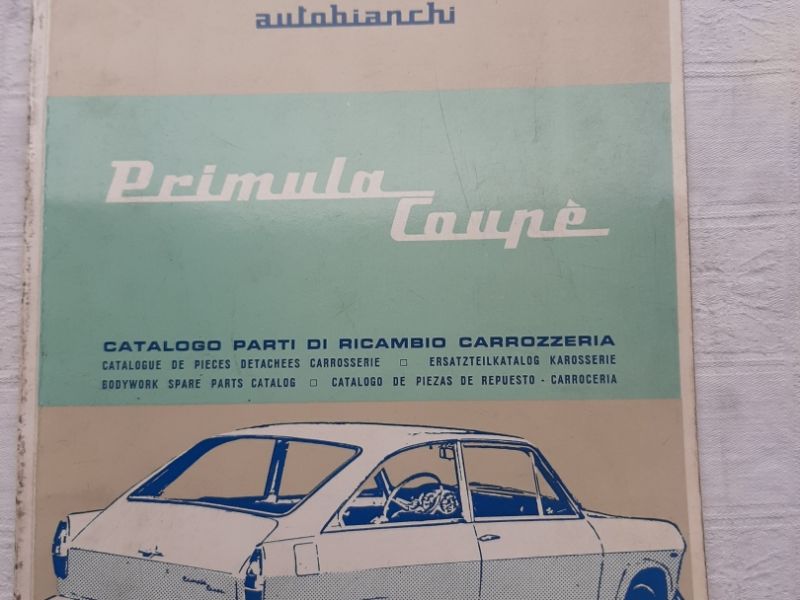 autobianchi
Primula
Coupè
CATALOGO PARTI DI RICAMBIO CARROZZERIA
CATALOGUE DE PIECES DETACHEES CARROSSERIE □ ERSATZTEILKATALOG KAROSSERIE
BODYWORK SPARE PARTS CATALOG □ CATALOGO DE PIEZAS DE REPUESTO - CARROCERIA